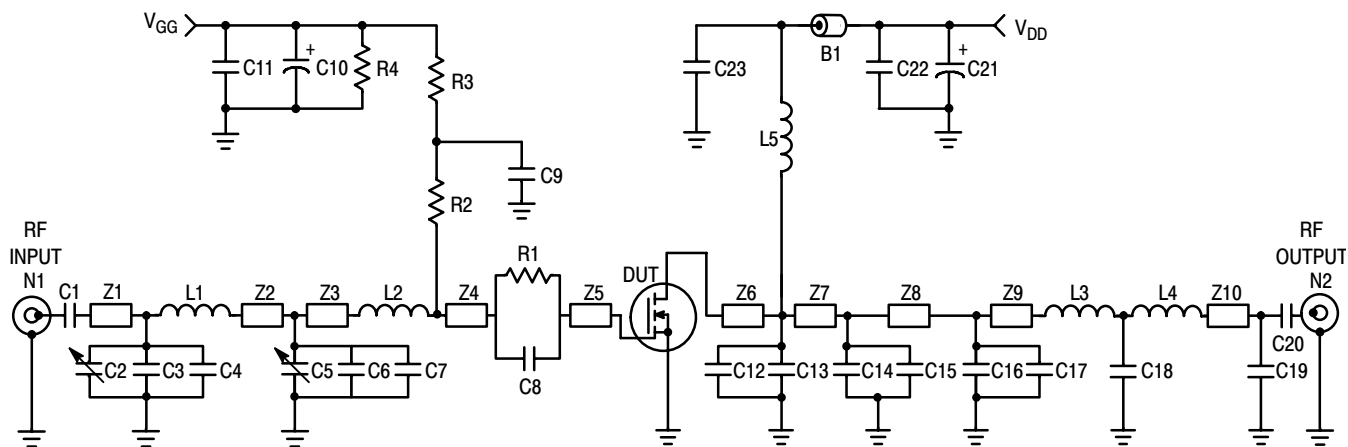 VGG
C11
+
C10
R4
R3
C9
R2
C23
B1
VDD
C22
+
C21
L5
RF
INPUT
N1
C1
Z1
L1
Z2
Z3
L2
Z4
R1
Z5
DUT
Z6
Z7
Z8
Z9
L3
L4
Z10
RF
OUTPUT
N2
C2
C3
C4
C5
C6
C7
C8
C12
C13
C14
C15
C16
C17
C18
C20
C19